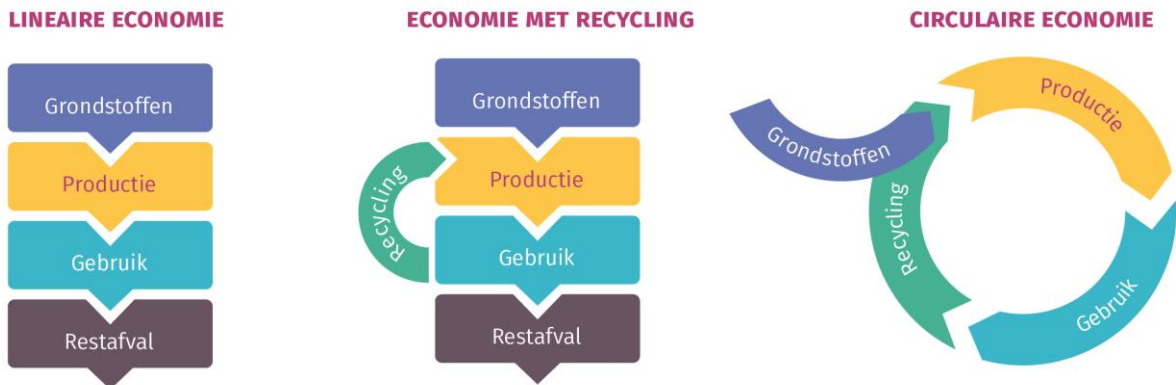 LINEAIRE ECONOMIE
Grondstoffen
Productie
Gebruik
Restafval
ECONOMIE MET RECYCLING
Grondstoffen
Productie
Recycling
Gebruik
Restafval
CIRCULAIRE ECONOMIE
Productie
Grondstoffen
Recycling
Gebruik